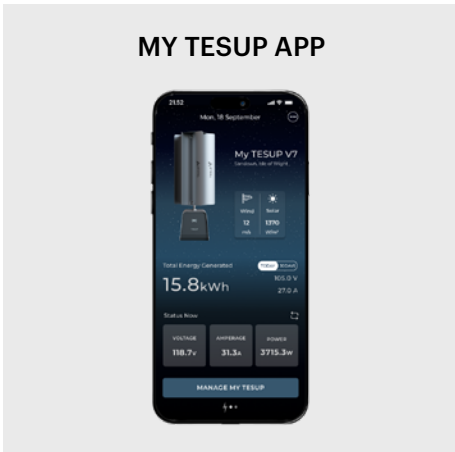 MY TESUP APP
21:52
Mon, 18 September
My TESUP V7
Sandown, Isle of Wight
Wind Solar
12 1370
m/s W/m²
Total Energy Generated
15.8kWh
105.0 V
27.0 A
Status Now
VOLTAGE AMPERAGE POWER
118.7V 31.3A 3715.3W
MANAGE MY TESUP